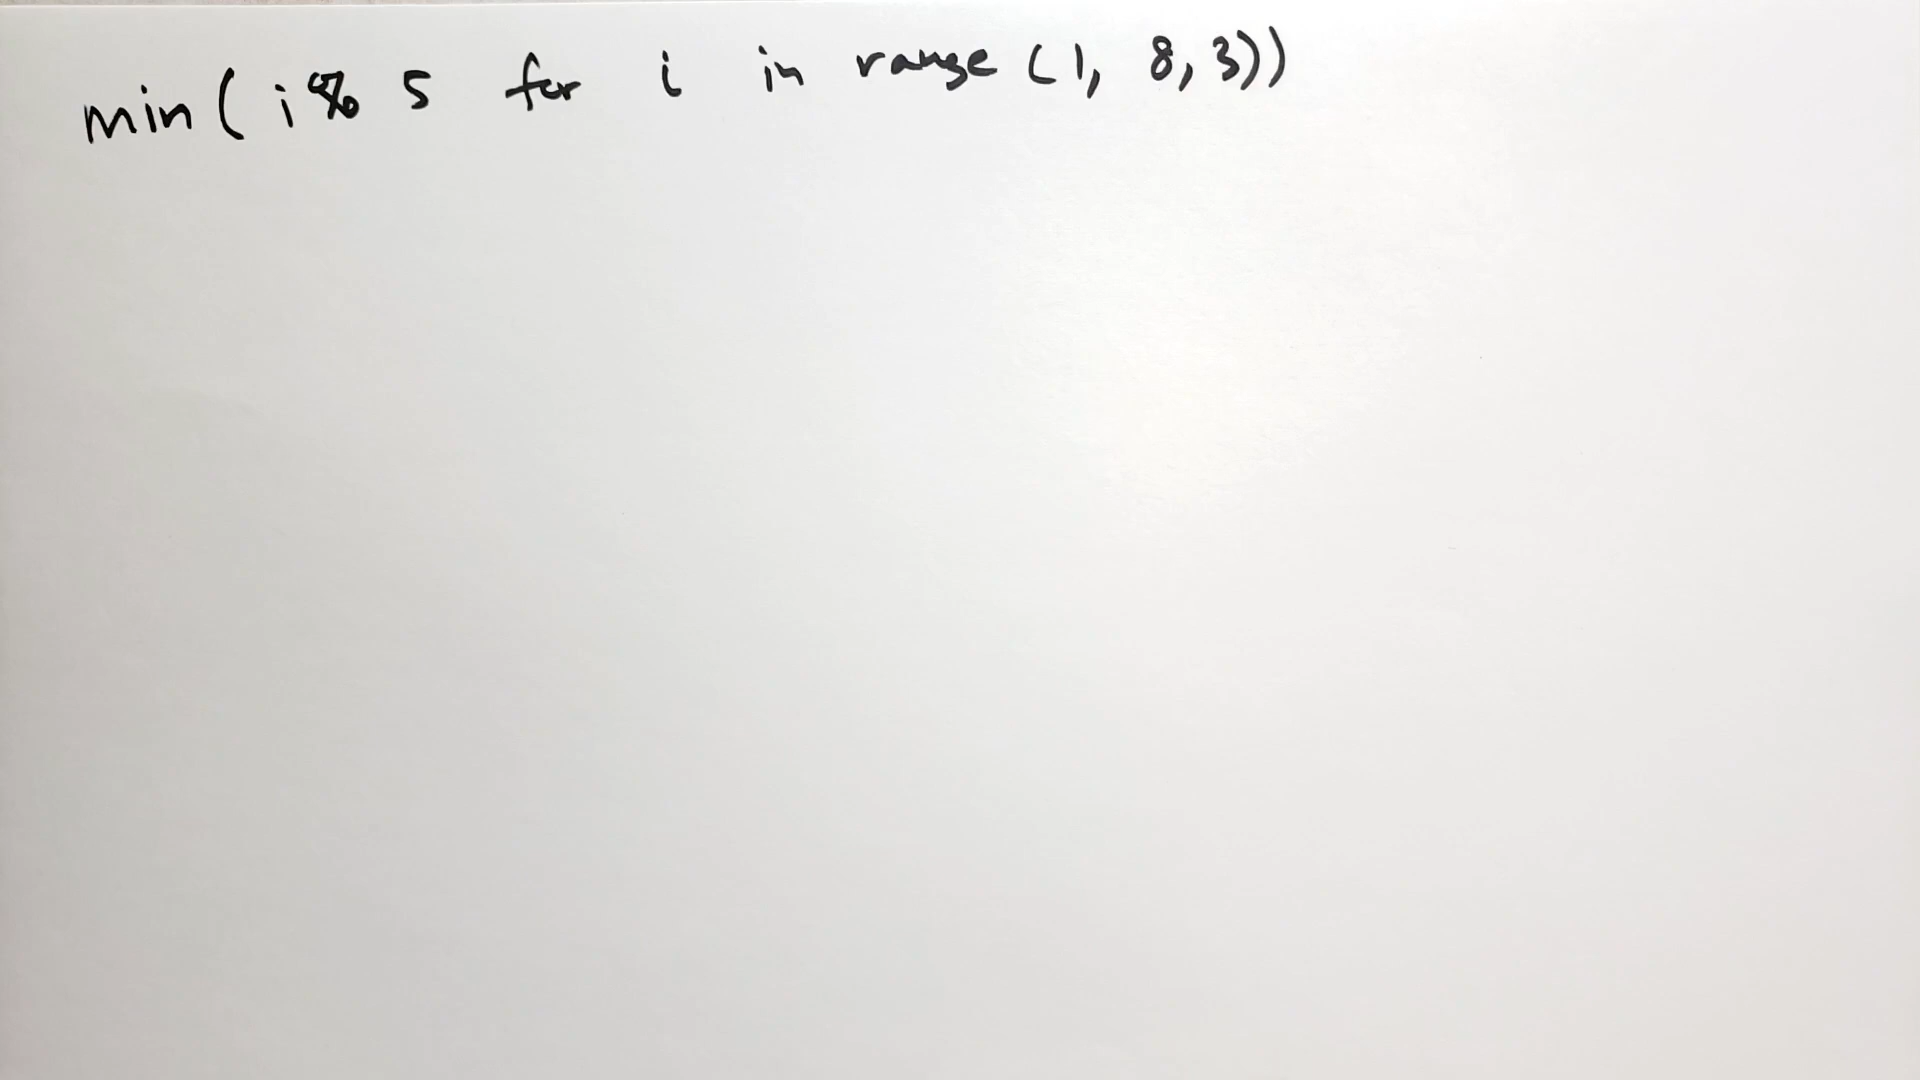 min(i% 5 for i in range (1, 8,3))